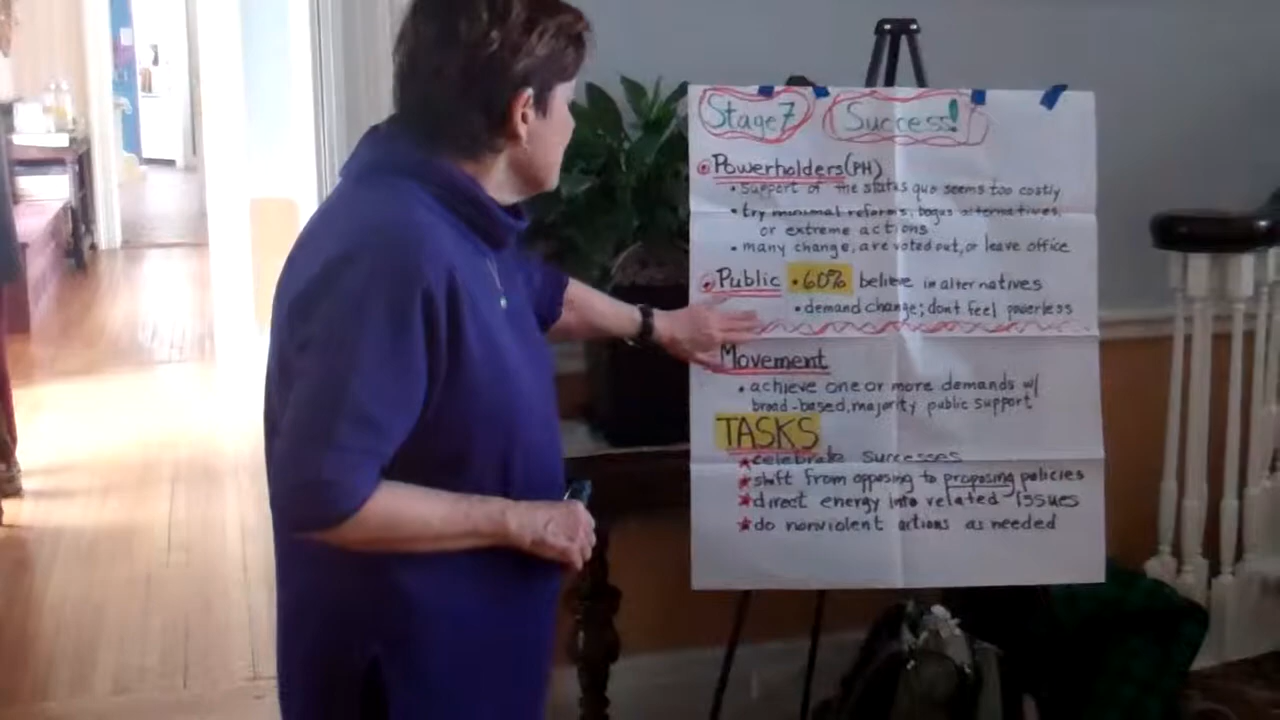 Stage 7 Success!
Powerholders (PH)
• support of the status quo seems too costly
• try minimal reforms, bogus alternatives,
or extreme actions
• many change, are voted out, or leave office
Public • 60% believe in alternatives
• demand change; dont feel powerless
Movement
• achieve one or more demands w/
broad-based, majority public support
TASKS
★ celebrate successes
★ shift from opposing to proposing policies
★ direct energy into related issues
★ do nonviolent actions as needed